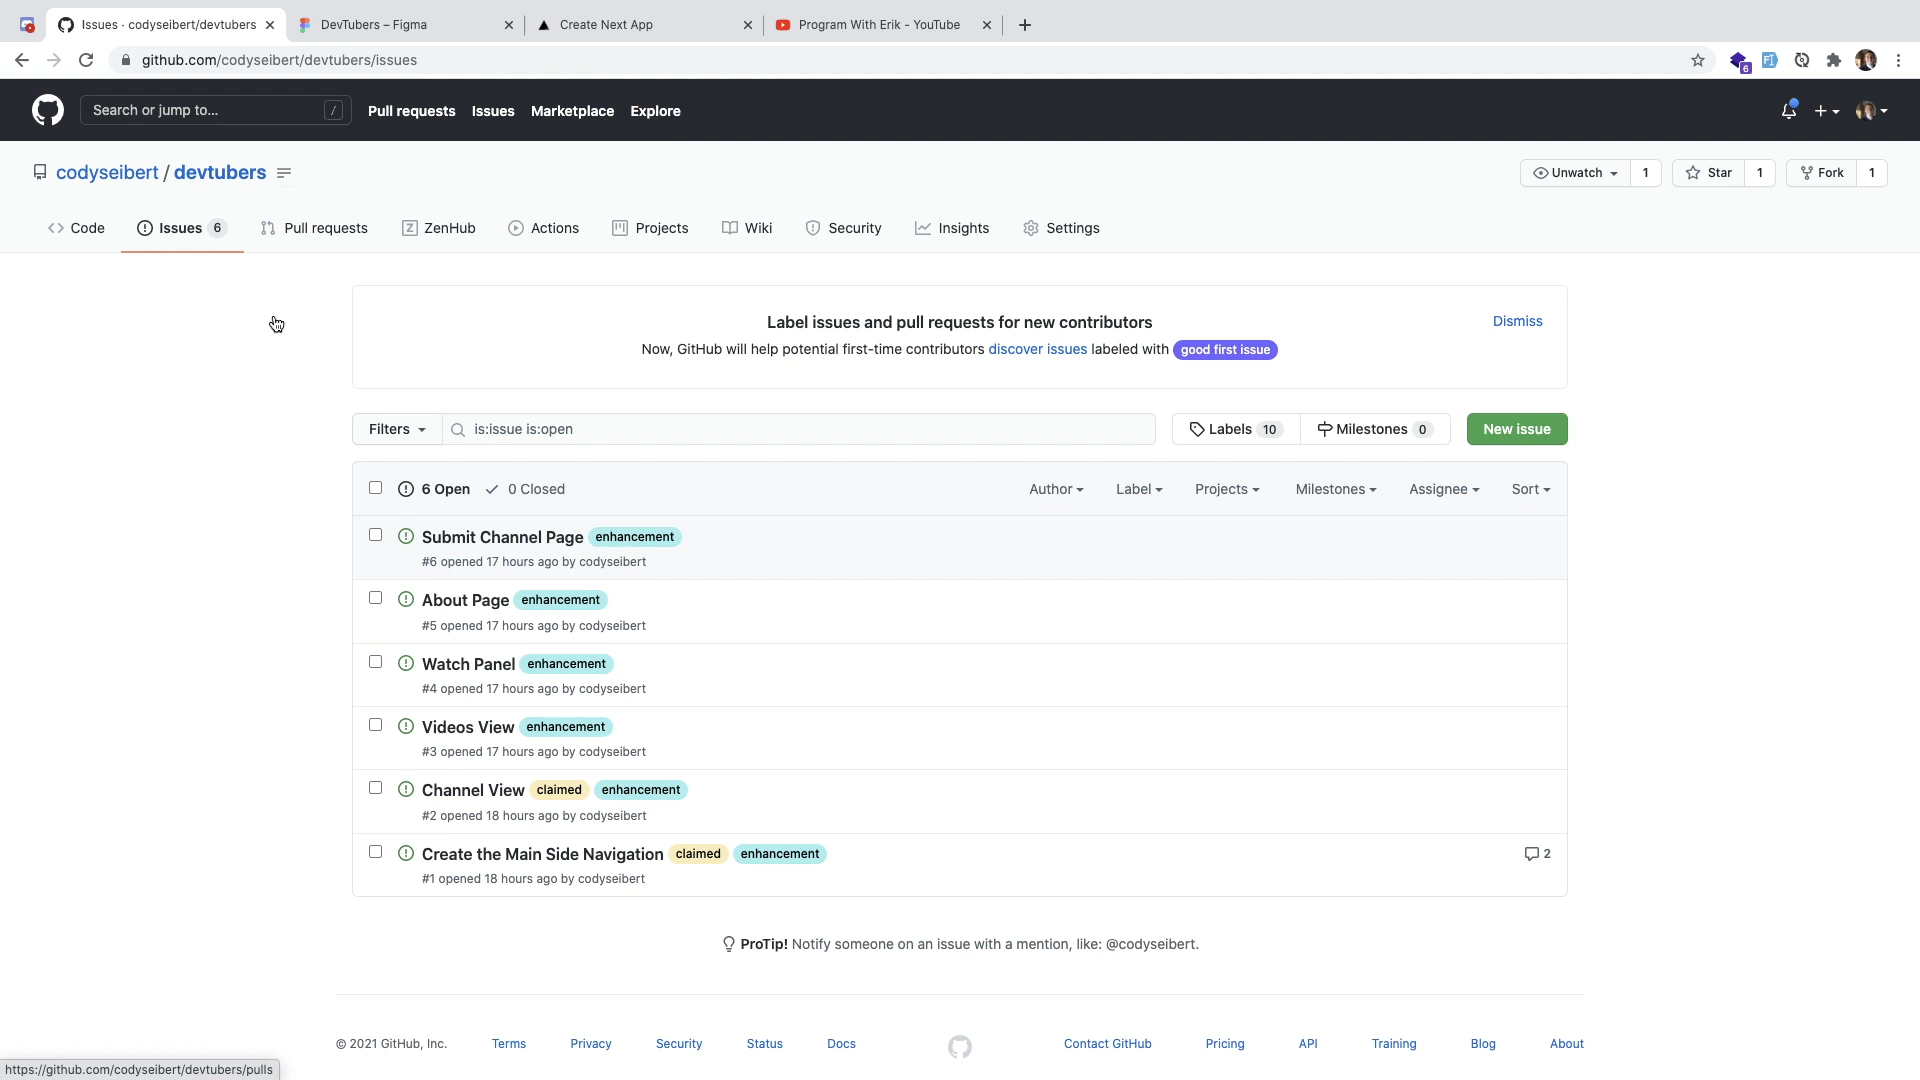 Issues · codyseibert/devtubers
DevTubers – Figma
Create Next App
Program With Erik - YouTube
github.com/codyseibert/devtubers/issues
6
Search or jump to...
/
Pull requests
Issues
Marketplace
Explore
codyseibert / devtubers
Unwatch
1
Star
1
Fork
1
Code
Issues 6
Pull requests
ZenHub
Actions
Projects
Wiki
Security
Insights
Settings
Label issues and pull requests for new contributors
Dismiss
Now, GitHub will help potential first-time contributors discover issues labeled with good first issue
Filters
is:issue is:open
Labels 10
Milestones 0
New issue
6 Open
0 Closed
Author
Label
Projects
Milestones
Assignee
Sort
Submit Channel Page enhancement
#6 opened 17 hours ago by codyseibert
About Page enhancement
#5 opened 17 hours ago by codyseibert
Watch Panel enhancement
#4 opened 17 hours ago by codyseibert
Videos View enhancement
#3 opened 17 hours ago by codyseibert
Channel View claimed enhancement
#2 opened 18 hours ago by codyseibert
Create the Main Side Navigation claimed enhancement
2
#1 opened 18 hours ago by codyseibert
ProTip! Notify someone on an issue with a mention, like: @codyseibert.
© 2021 GitHub, Inc.
Terms
Privacy
Security
Status
Docs
Contact GitHub
Pricing
API
Training
Blog
About
https://github.com/codyseibert/devtubers/pulls